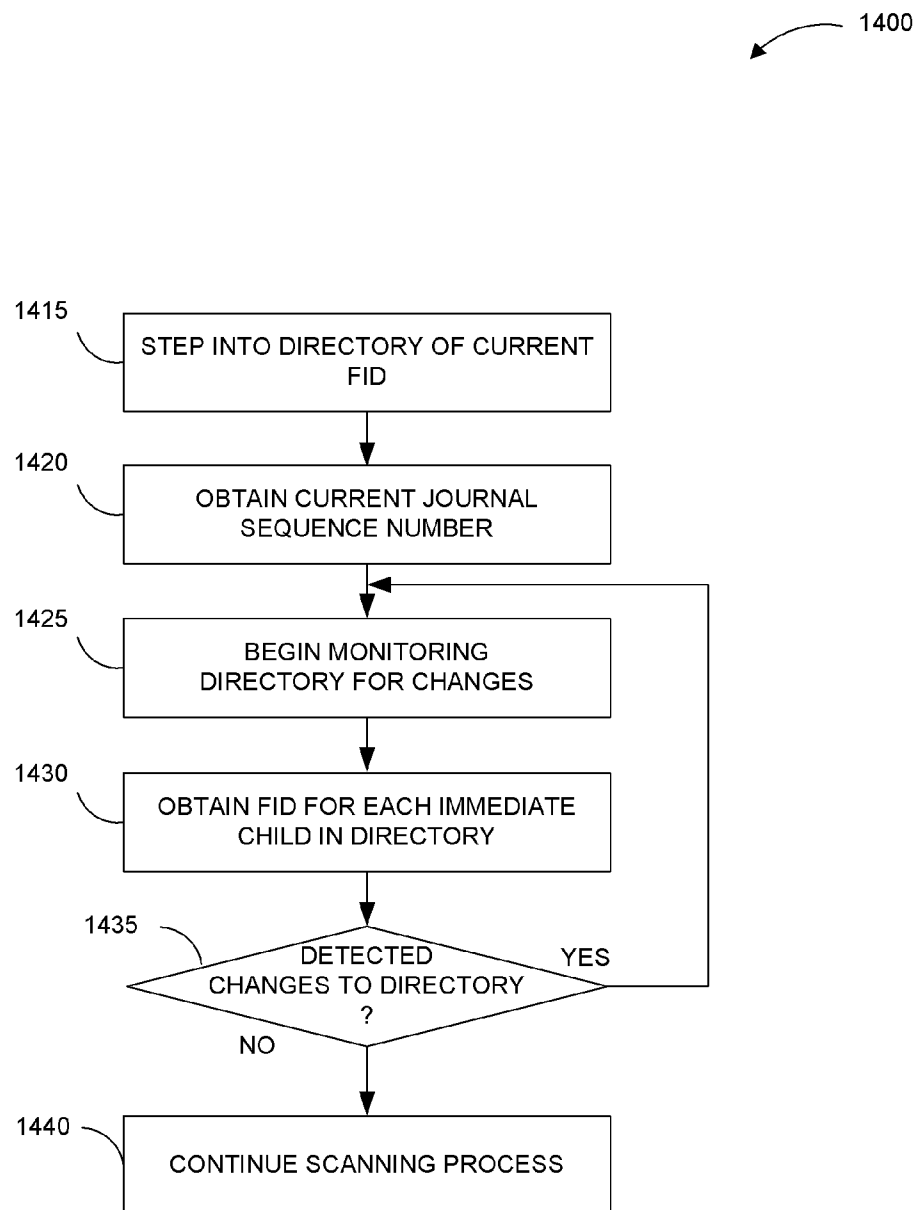 1400
1415
STEP INTO DIRECTORY OF CURRENT
FID
1420
OBTAIN CURRENT JOURNAL
SEQUENCE NUMBER
1425
BEGIN MONITORING
DIRECTORY FOR CHANGES
1430
OBTAIN FID FOR EACH IMMEDIATE
CHILD IN DIRECTORY
1435
DETECTED
CHANGES TO DIRECTORY
?
YES
NO
1440
CONTINUE SCANNING PROCESS